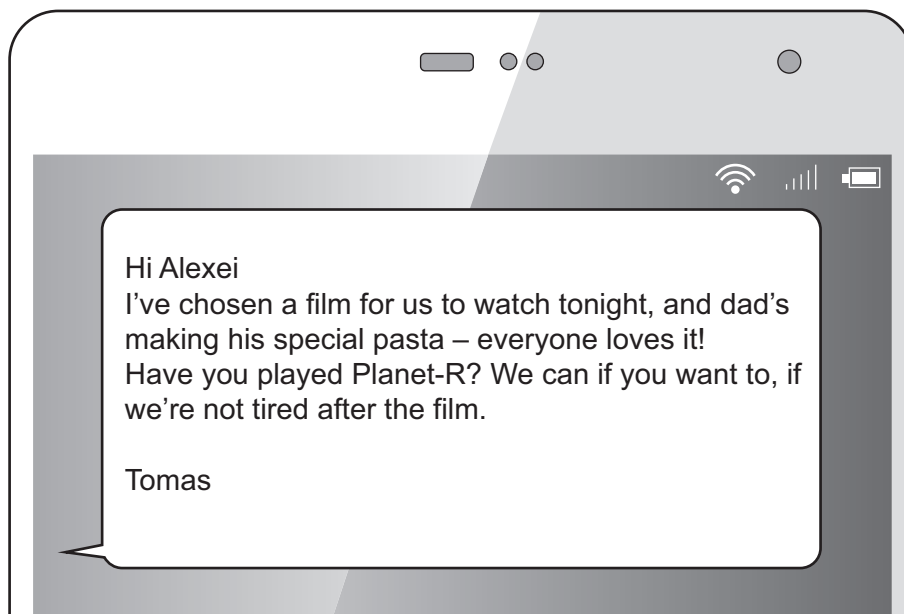 Hi Alexei
I've chosen a film for us to watch tonight, and dad's
making his special pasta – everyone loves it!
Have you played Planet-R? We can if you want to, if
we're not tired after the film.
Tomas